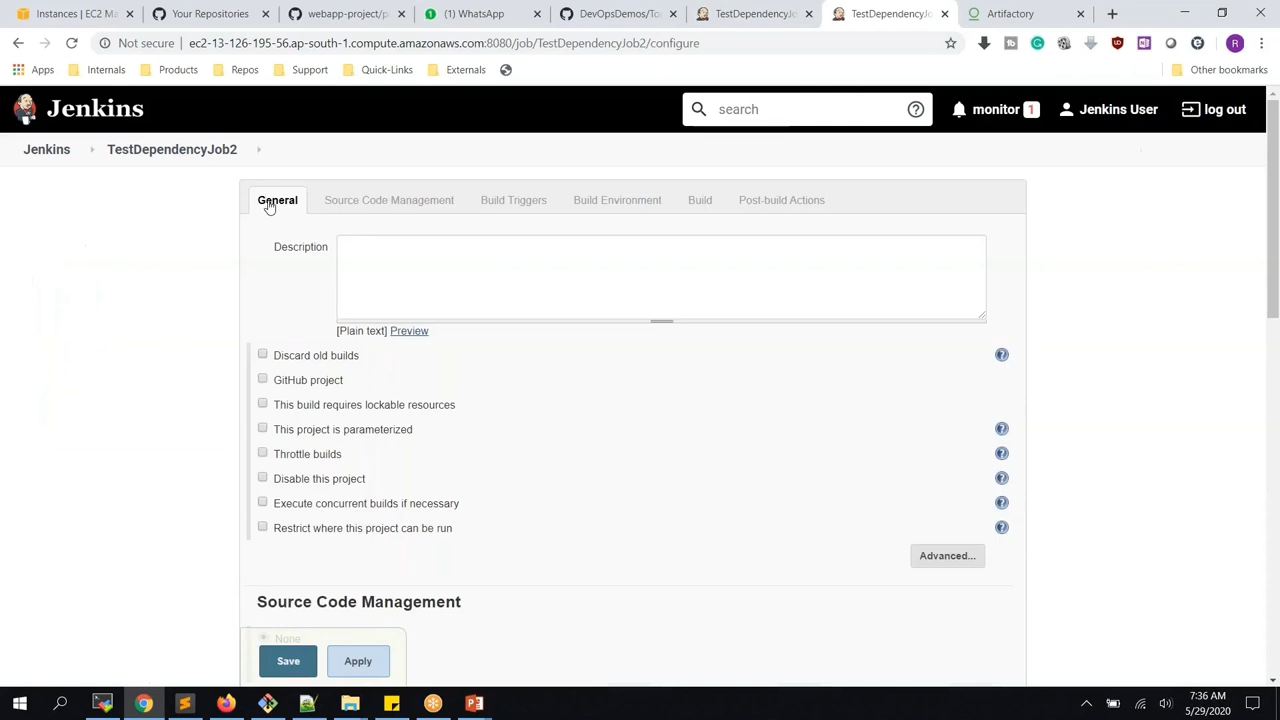 Instances | EC2 Ma
Your Repositories
webapp-project/p
(1) WhatsApp
DevOpsDemos/To
TestDependencyJ
TestDependencyJ
Artifactory
Not secure | ec2-13-126-195-56.ap-south-1.compute.amazonaws.com:8080/job/TestDependencyJob2/configure
R
Apps Internals Products Repos Support Quick-Links Externals Other bookmarks
Jenkins search monitor 1 Jenkins User log out
Jenkins TestDependencyJob2
General Source Code Management Build Triggers Build Environment Build Post-build Actions
Description
[Plain text] Preview
Discard old builds
GitHub project
This build requires lockable resources
This project is parameterized
Throttle builds
Disable this project
Execute concurrent builds if necessary
Restrict where this project can be run
Advanced...
Source Code Management
None
Save Apply
7:36 AM
5/29/2020